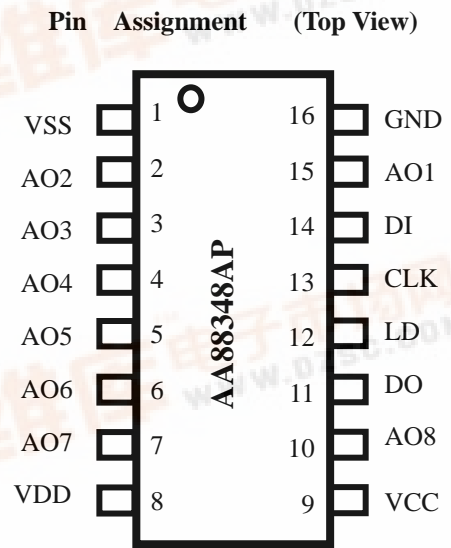 Pin Assignment (Top View)
VSS 1 16 GND
AO2 2 15 AO1
AO3 3 14 DI
AO4 4 13 CLK
AO5 5 12 LD
AO6 6 11 DO
AO7 7 10 AO8
VDD 8 9 VCC
AA88348AP